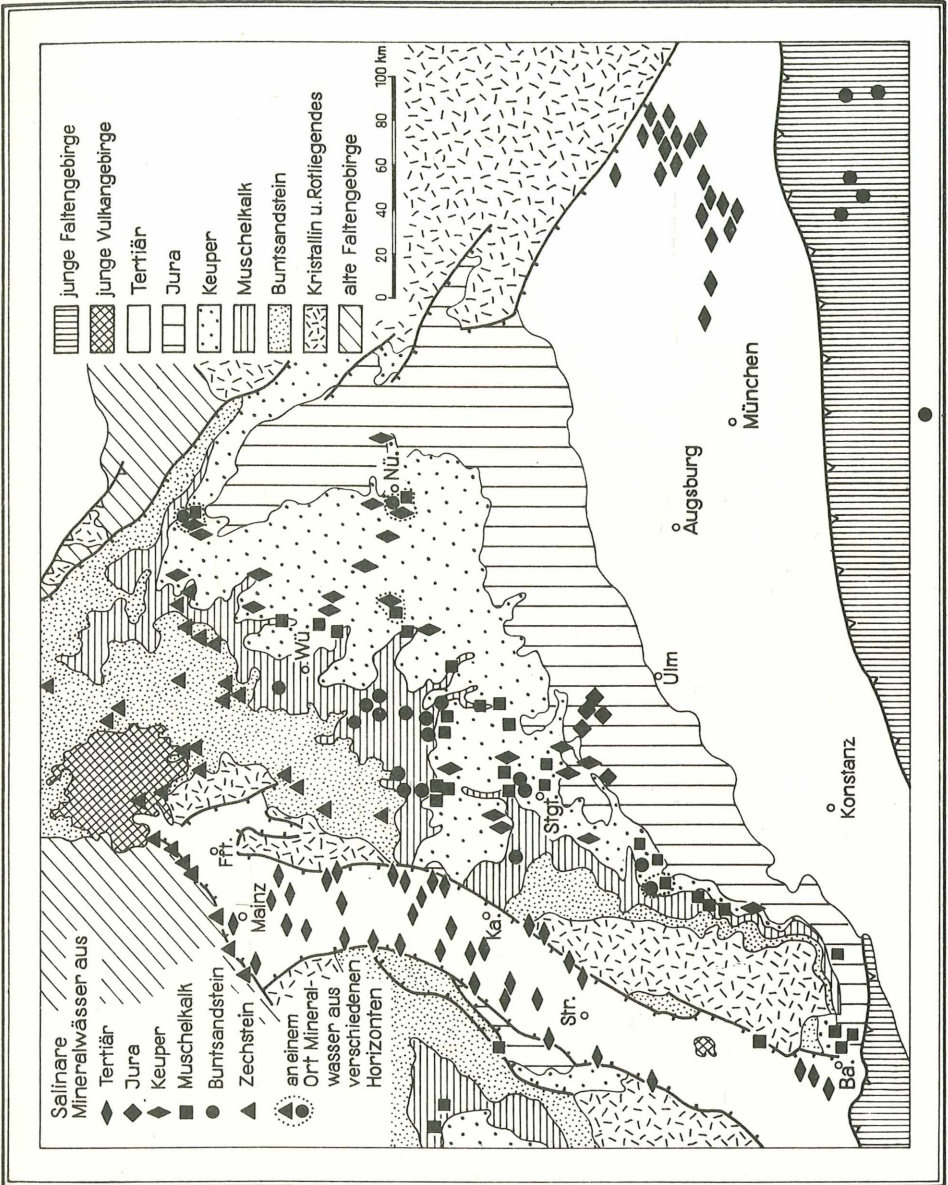 Salinare
Mineralwässer aus
Tertiär
Jura
Keuper
Muschelkalk
Buntsandstein
Zechstein
an einem
Ort Mineral-
wasser aus
verschiedenen
Horizonten
junge Faltengebirge
junge Vulkangebirge
Tertiär
Jura
Keuper
Muschelkalk
Buntsandstein
Kristallin u. Rotliegendes
alte Faltengebirge
0 20 40 60 80 100 km
Fft.
Mainz
Wü.
Nü.
Ka.
Stgt.
Str.
Ulm
Augsburg
München
Konstanz
Ba.